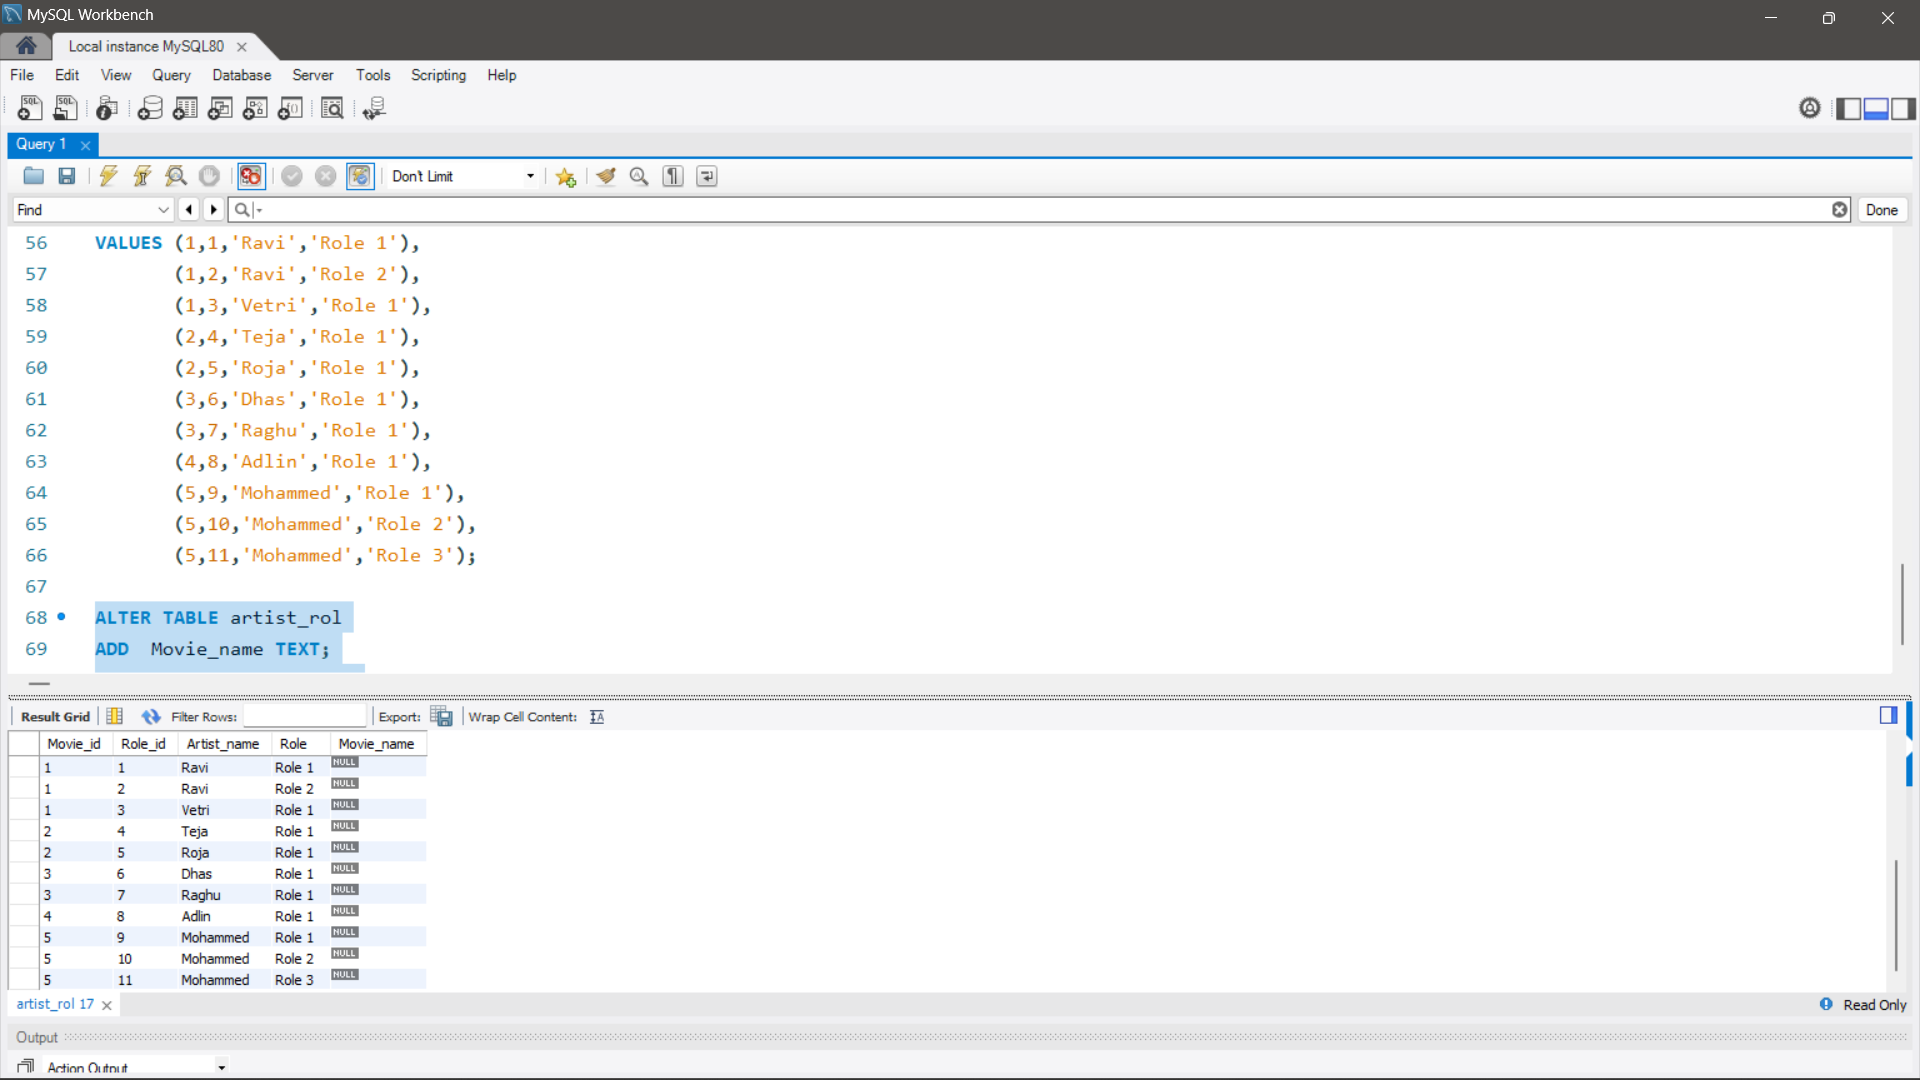 MySQL Workbench
Local instance MySQL80
File Edit View Query Database Server Tools Scripting Help
Query 1
Don't Limit
Find Done
56 VALUES (1,1,'Ravi','Role 1'),
57 (1,2,'Ravi','Role 2'),
58 (1,3,'Vetri','Role 1'),
59 (2,4,'Teja','Role 1'),
60 (2,5,'Roja','Role 1'),
61 (3,6,'Dhas','Role 1'),
62 (3,7,'Raghu','Role 1'),
63 (4,8,'Adlin','Role 1'),
64 (5,9,'Mohammed','Role 1'),
65 (5,10,'Mohammed','Role 2'),
66 (5,11,'Mohammed','Role 3');
67
68 ALTER TABLE artist_rol
69 ADD Movie_name TEXT;
Result Grid Filter Rows: Export: Wrap Cell Content:
Movie_id Role_id Artist_name Role Movie_name
1 1 Ravi Role 1 NULL
1 2 Ravi Role 2 NULL
1 3 Vetri Role 1 NULL
2 4 Teja Role 1 NULL
2 5 Roja Role 1 NULL
3 6 Dhas Role 1 NULL
3 7 Raghu Role 1 NULL
4 8 Adlin Role 1 NULL
5 9 Mohammed Role 1 NULL
5 10 Mohammed Role 2 NULL
5 11 Mohammed Role 3 NULL
artist_rol 17 Read Only
Output
Action Output